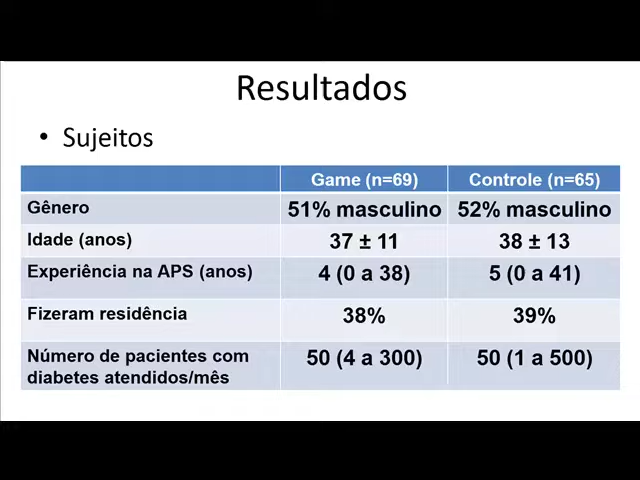 Resultados
• Sujeitos
Game (n=69) Controle (n=65)
Gênero 51% masculino 52% masculino
Idade (anos) 37 ± 11 38 ± 13
Experiência na APS (anos) 4 (0 a 38) 5 (0 a 41)
Fizeram residência 38% 39%
Número de pacientes com
diabetes atendidos/mês 50 (4 a 300) 50 (1 a 500)